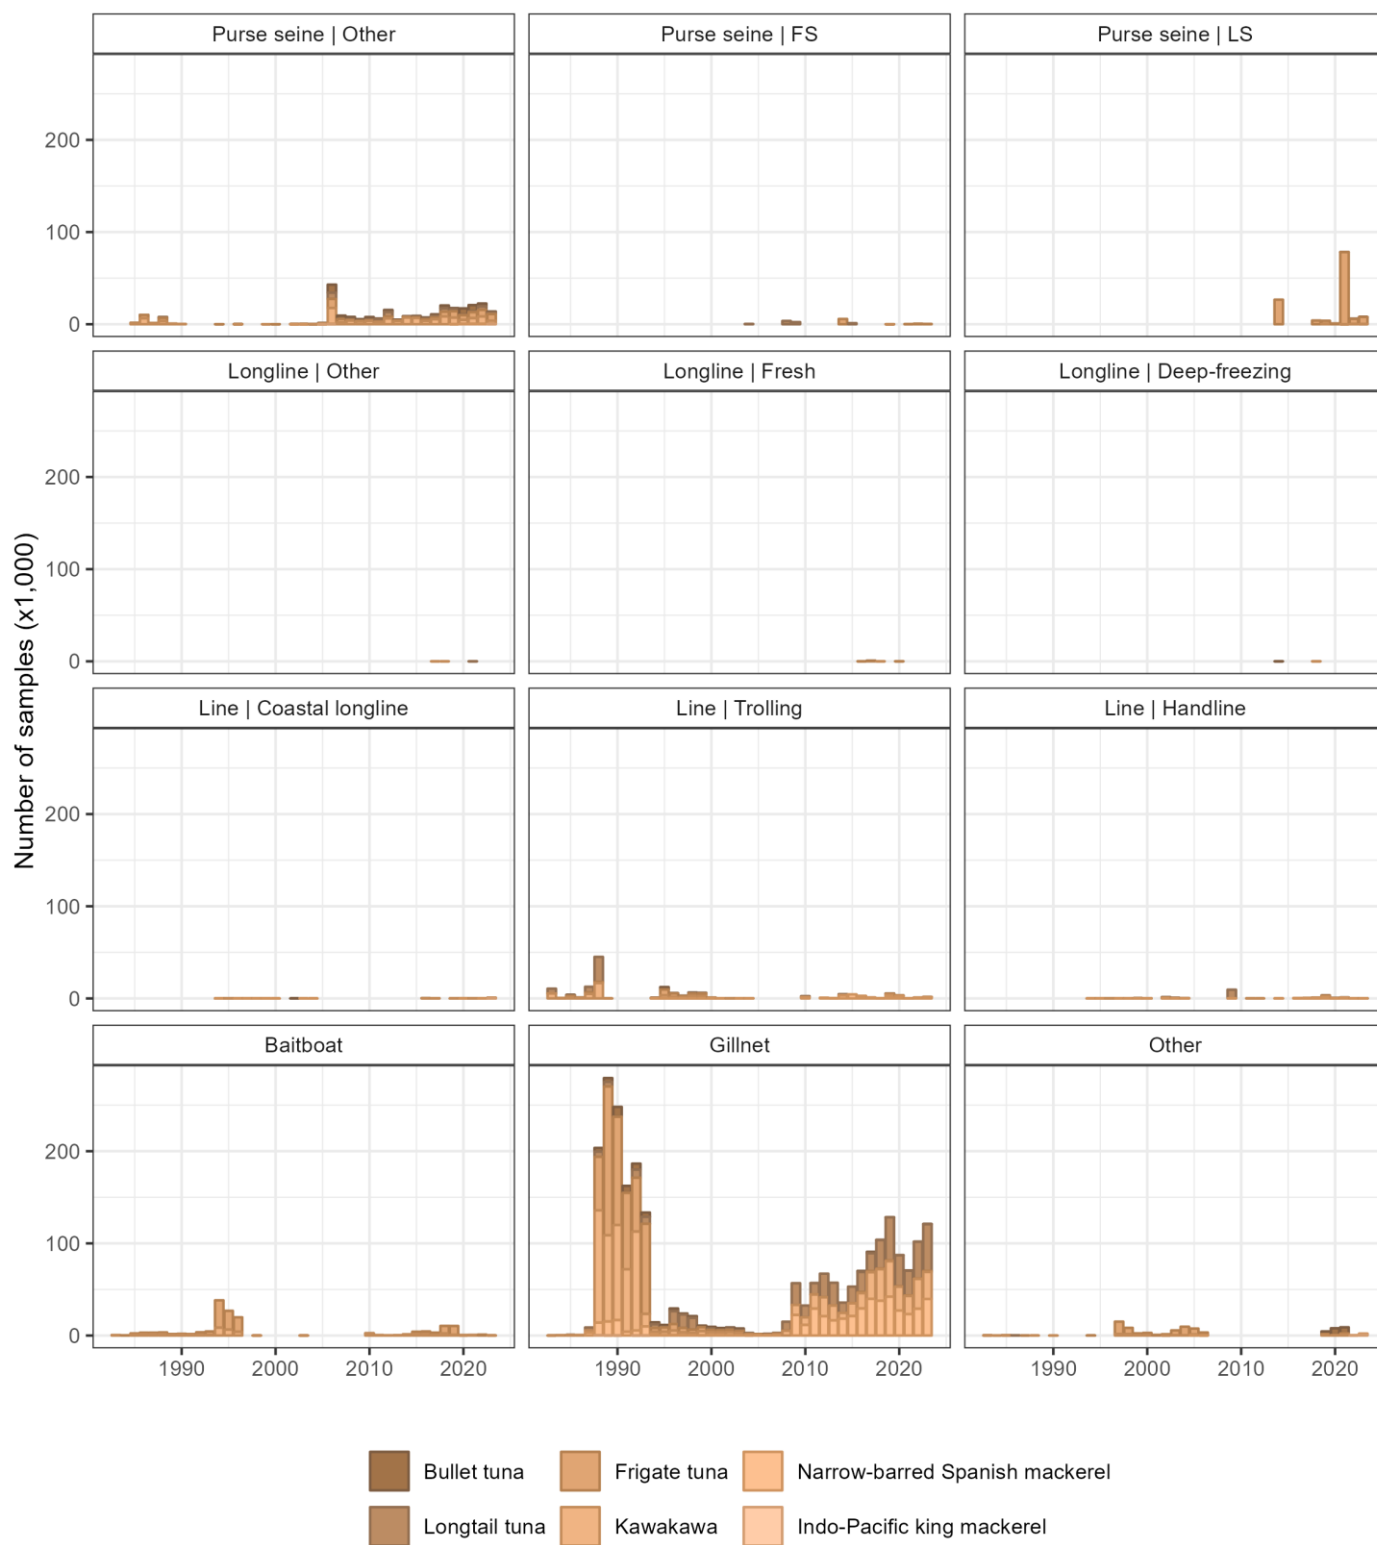 Purse seine | Other
Purse seine | FS
Purse seine | LS
200
100
0
Longline | Other
Longline | Fresh
Longline | Deep-freezing
200
100
0
Number of samples (x1,000)
Line | Coastal longline
Line | Trolling
Line | Handline
200
100
0
Baitboat
Gillnet
Other
200
100
0
1990 2000 2010 2020
1990 2000 2010 2020
1990 2000 2010 2020
Bullet tuna
Frigate tuna
Narrow-barred Spanish mackerel
Longtail tuna
Kawakawa
Indo-Pacific king mackerel